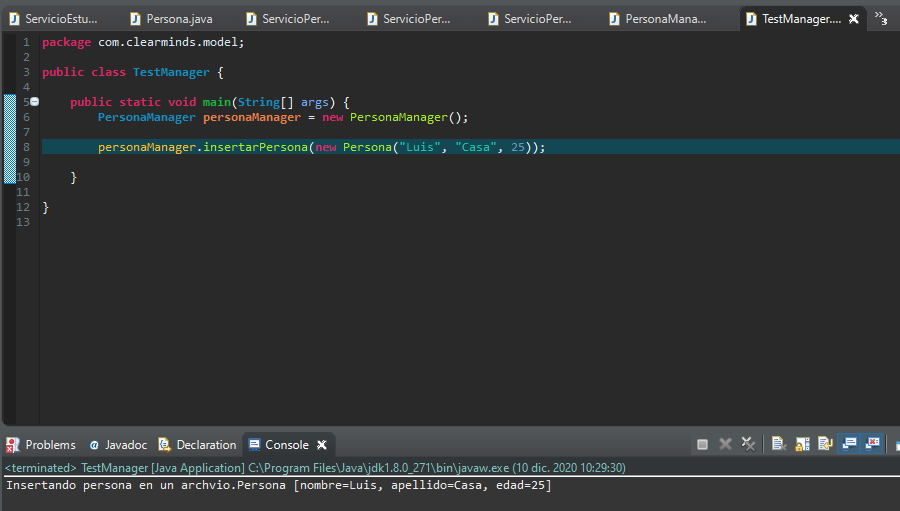 ServicioEstu... Persona.java ServicioPer... ServicioPer... ServicioPer... PersonaMana... TestManager.... »3
1 package com.clearminds.model;
2
3 public class TestManager {
4
5 public static void main(String[] args) {
6 PersonaManager personaManager = new PersonaManager();
7
8 personaManager.insertarPersona(new Persona("Luis", "Casa", 25));
9
10 }
11
12 }
13
Problems @ Javadoc Declaration Console
<terminated> TestManager [Java Application] C:\Program Files\Java\jdk1.8.0_271\bin\javaw.exe (10 dic. 2020 10:29:30)
Insertando persona en un archvio.Persona [nombre=Luis, apellido=Casa, edad=25]